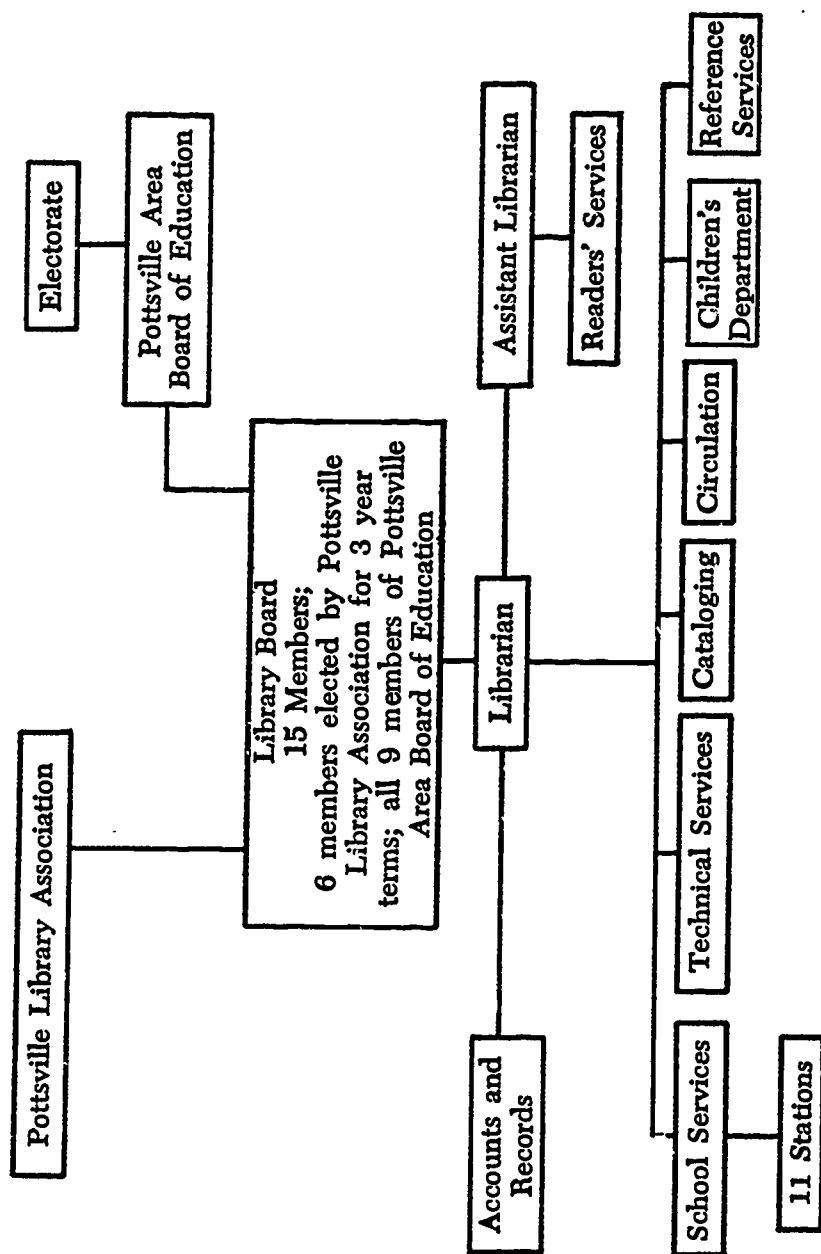 Pottsville Library Association
Electorate
Pottsville Area
Board of Education
Library Board
15 Members;
6 members elected by Pottsville
Library Association for 3 year
terms; all 9 members of Pottsville
Area Board of Education
Accounts and
Records
Librarian
Assistant Librarian
Readers' Services
School Services
11 Stations
Technical Services
Cataloging
Circulation
Children's
Department
Reference
Services